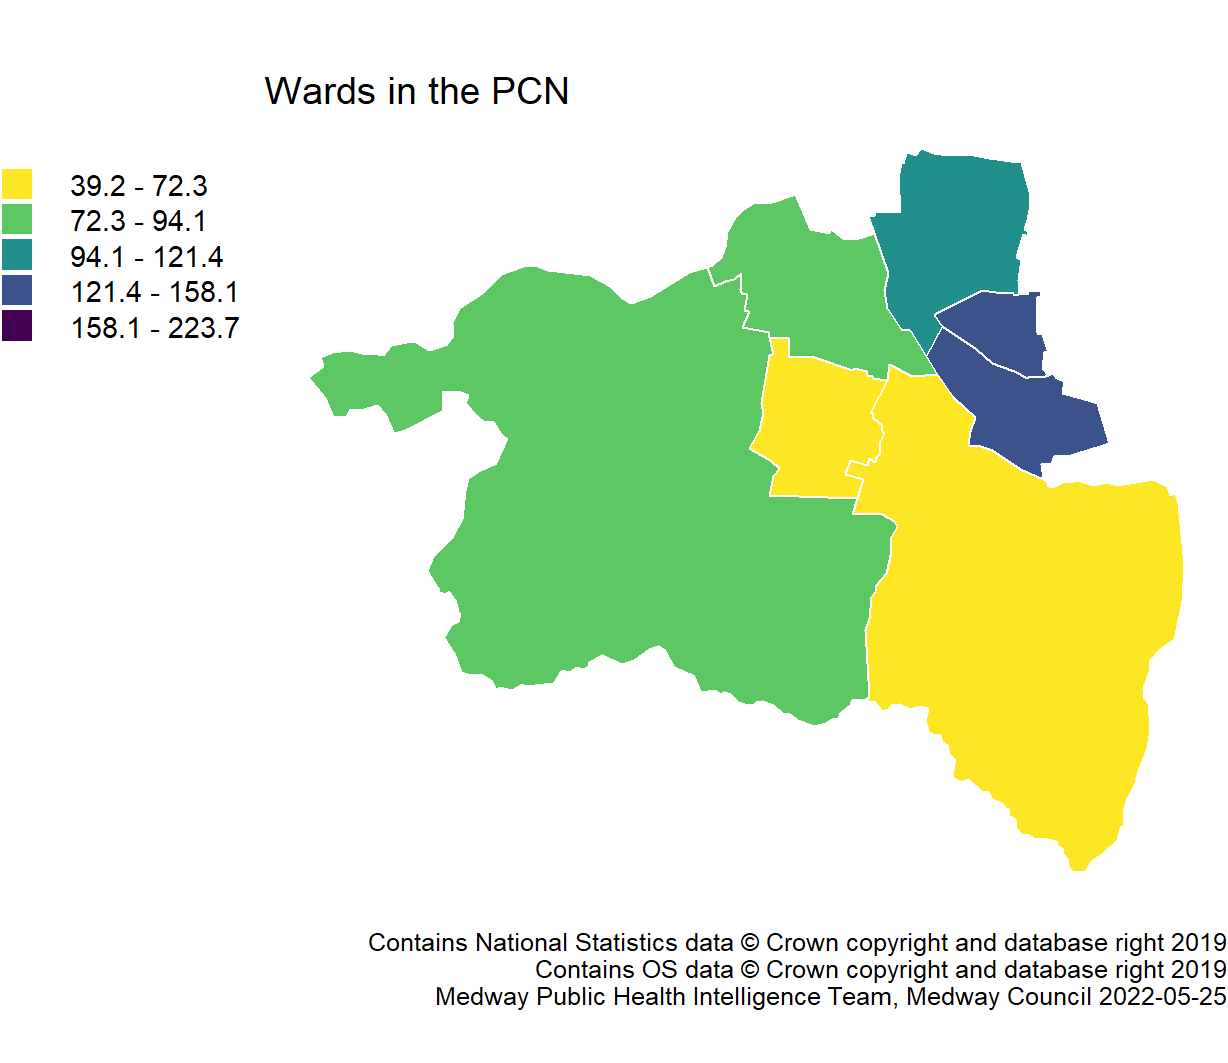 Wards in the PCN
39.2 - 72.3
72.3 - 94.1
94.1 - 121.4
121.4 - 158.1
158.1 - 223.7
Contains National Statistics data © Crown copyright and database right 2019
Contains OS data © Crown copyright and database right 2019
Medway Public Health Intelligence Team, Medway Council 2022-05-25